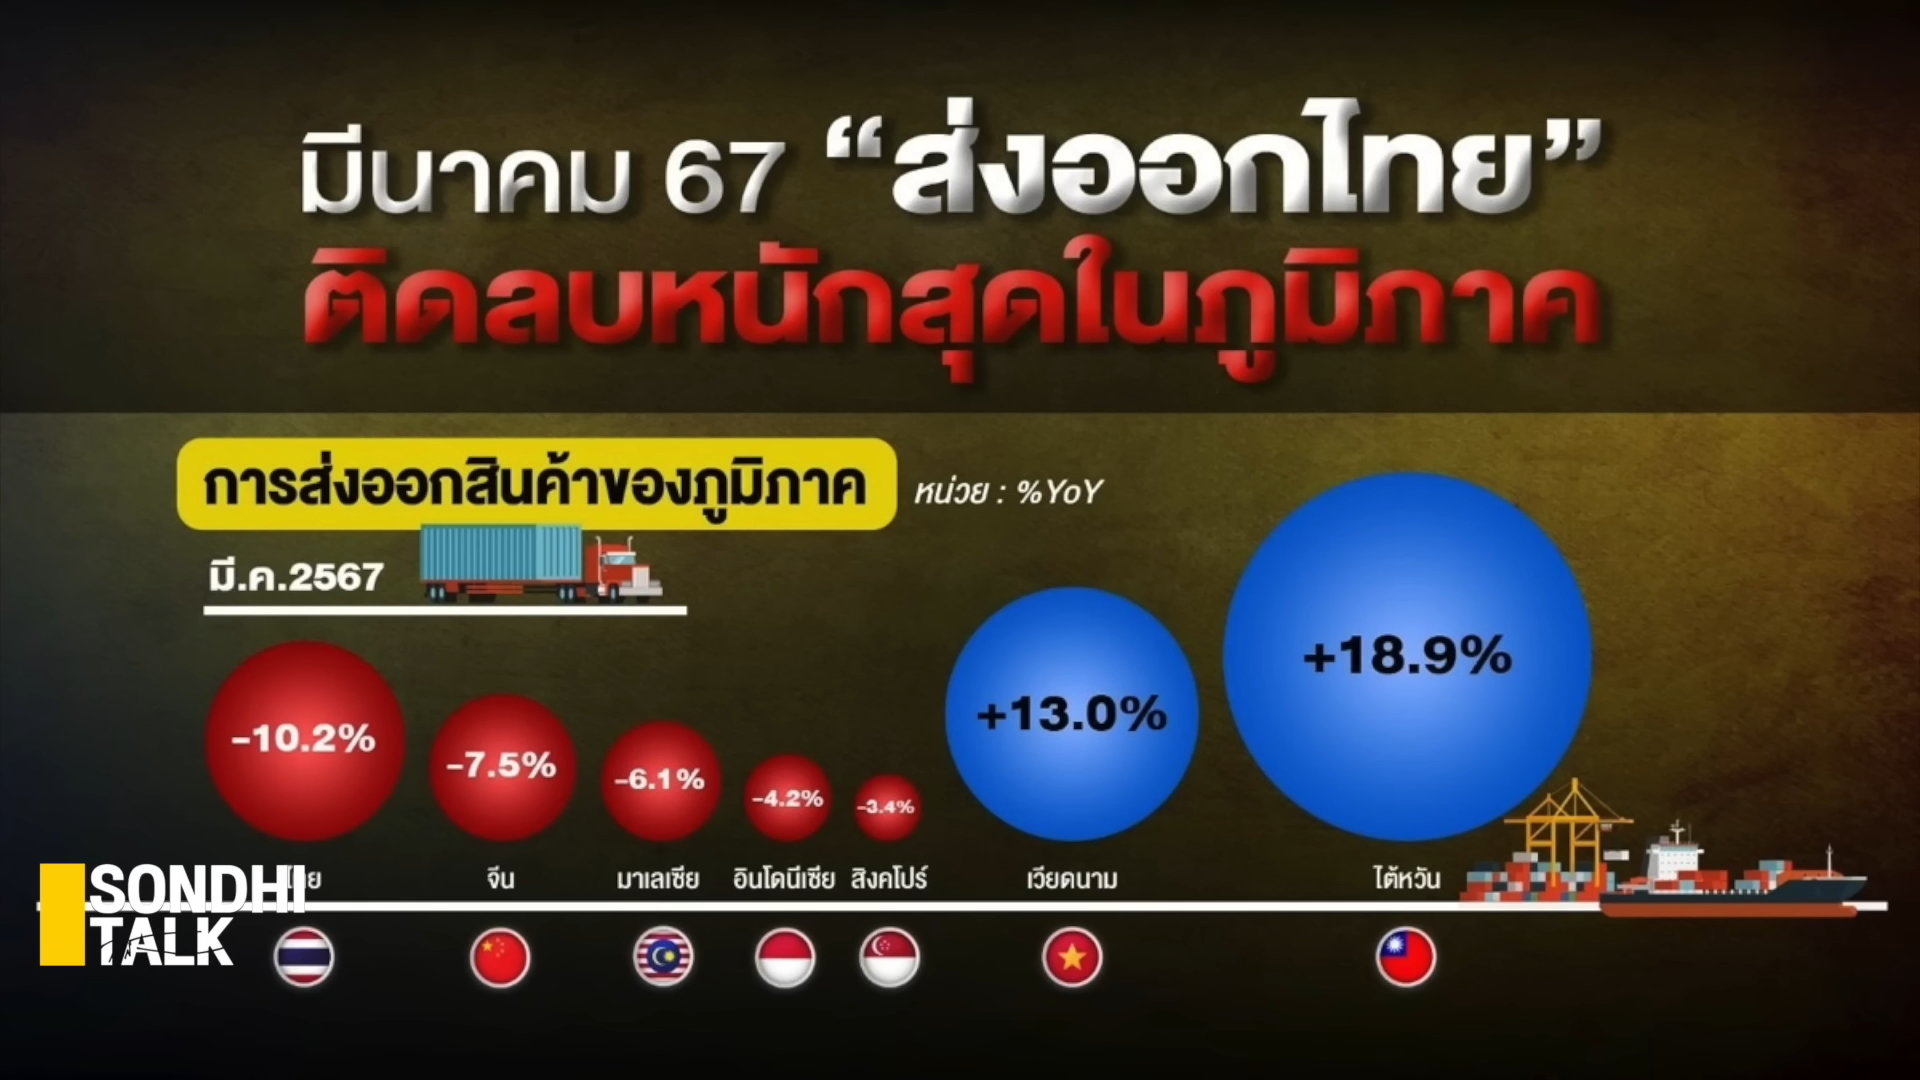 มีนาคม 67 “ส่งออกไทย”
ติดลบหนักสุดในภูมิภาค
การส่งออกสินค้าของภูมิภาค หน่วย : %YoY
มี.ค.2567
-10.2% -7.5% -6.1% -4.2% -3.4% +13.0% +18.9%
จีน มาเลเซีย อินโดนีเซีย สิงคโปร์ เวียดนาม ไต้หวัน
SONDHI
TALK